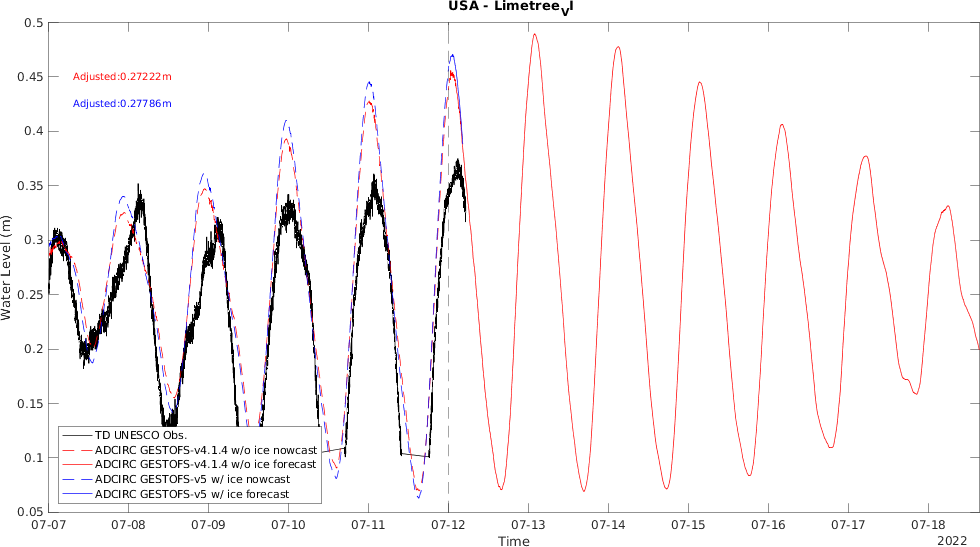 USA - LimetreeVI
0.5
0.45
0.4
0.35
0.3
0.25
0.2
0.15
0.1
0.05
Water Level (m)
Adjusted:0.27222m
Adjusted:0.27786m
TD UNESCO Obs.
ADCIRC GESTOFS-v4.1.4 w/o ice nowcast
ADCIRC GESTOFS-v4.1.4 w/o ice forecast
ADCIRC GESTOFS-v5 w/ ice nowcast
ADCIRC GESTOFS-v5 w/ ice forecast
07-07 07-08 07-09 07-10 07-11 07-12 07-13 07-14 07-15 07-16 07-17 07-18
Time
2022